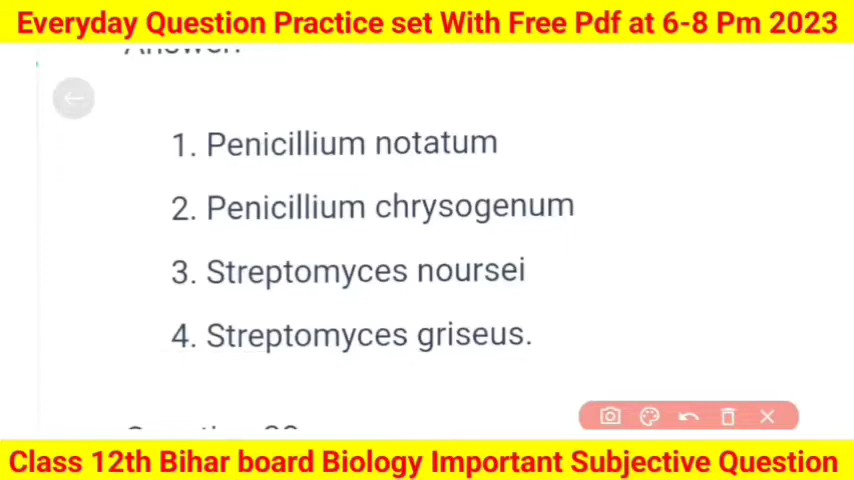 Everyday Question Practice set With Free Pdf at 6-8 Pm 2023
1. Penicillium notatum
2. Penicillium chrysogenum
3. Streptomyces noursei
4. Streptomyces griseus.
Class 12th Bihar board Biology Important Subjective Question